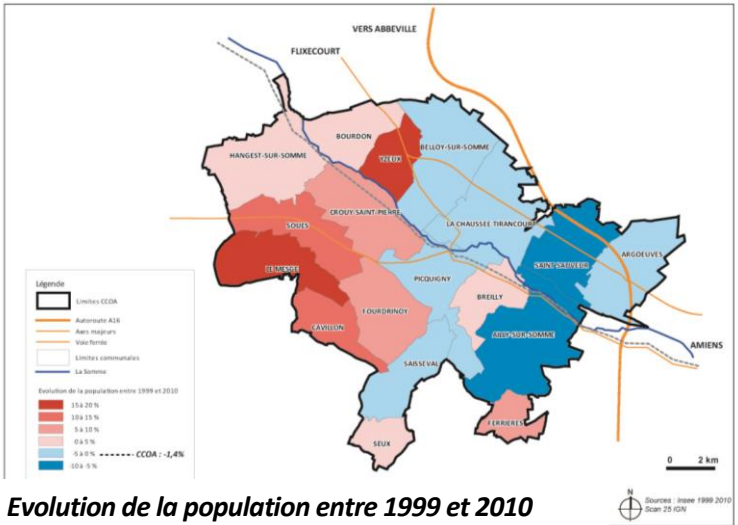 VERS ABBEVILLE
FLIXECOURT
BOURDON
YZEUX
BELLOY-SUR-SOMME
HANGEST-SUR-SOMME
CROUY-SAINT-PIERRE
SOUES
LA CHAUSSEE TIRANCOURT
ARGOEUVES
SAINT-SAUVEUR
LE MESGE
PICQUIGNY
BREILLY
FOURDRINOY
CAVILLON
AILLY-SUR-SOMME
AMIENS
SAISSEVAL
FERRIERES
SEUX
Légende
Limites CCOA
Autoroute A16
Axes majeurs
Voie ferrée
Limites communales
La Somme
Evolution de la population entre 1999 et 2010
15 à 20 %
10 à 15 %
5 à 10 %
0 à 5 %
-5 à 0 % CCOA : -1,4%
-10 à -5 %
0 2 km
N
Sources : Insee 1999 2010
Scan 25 IGN
Evolution de la population entre 1999 et 2010